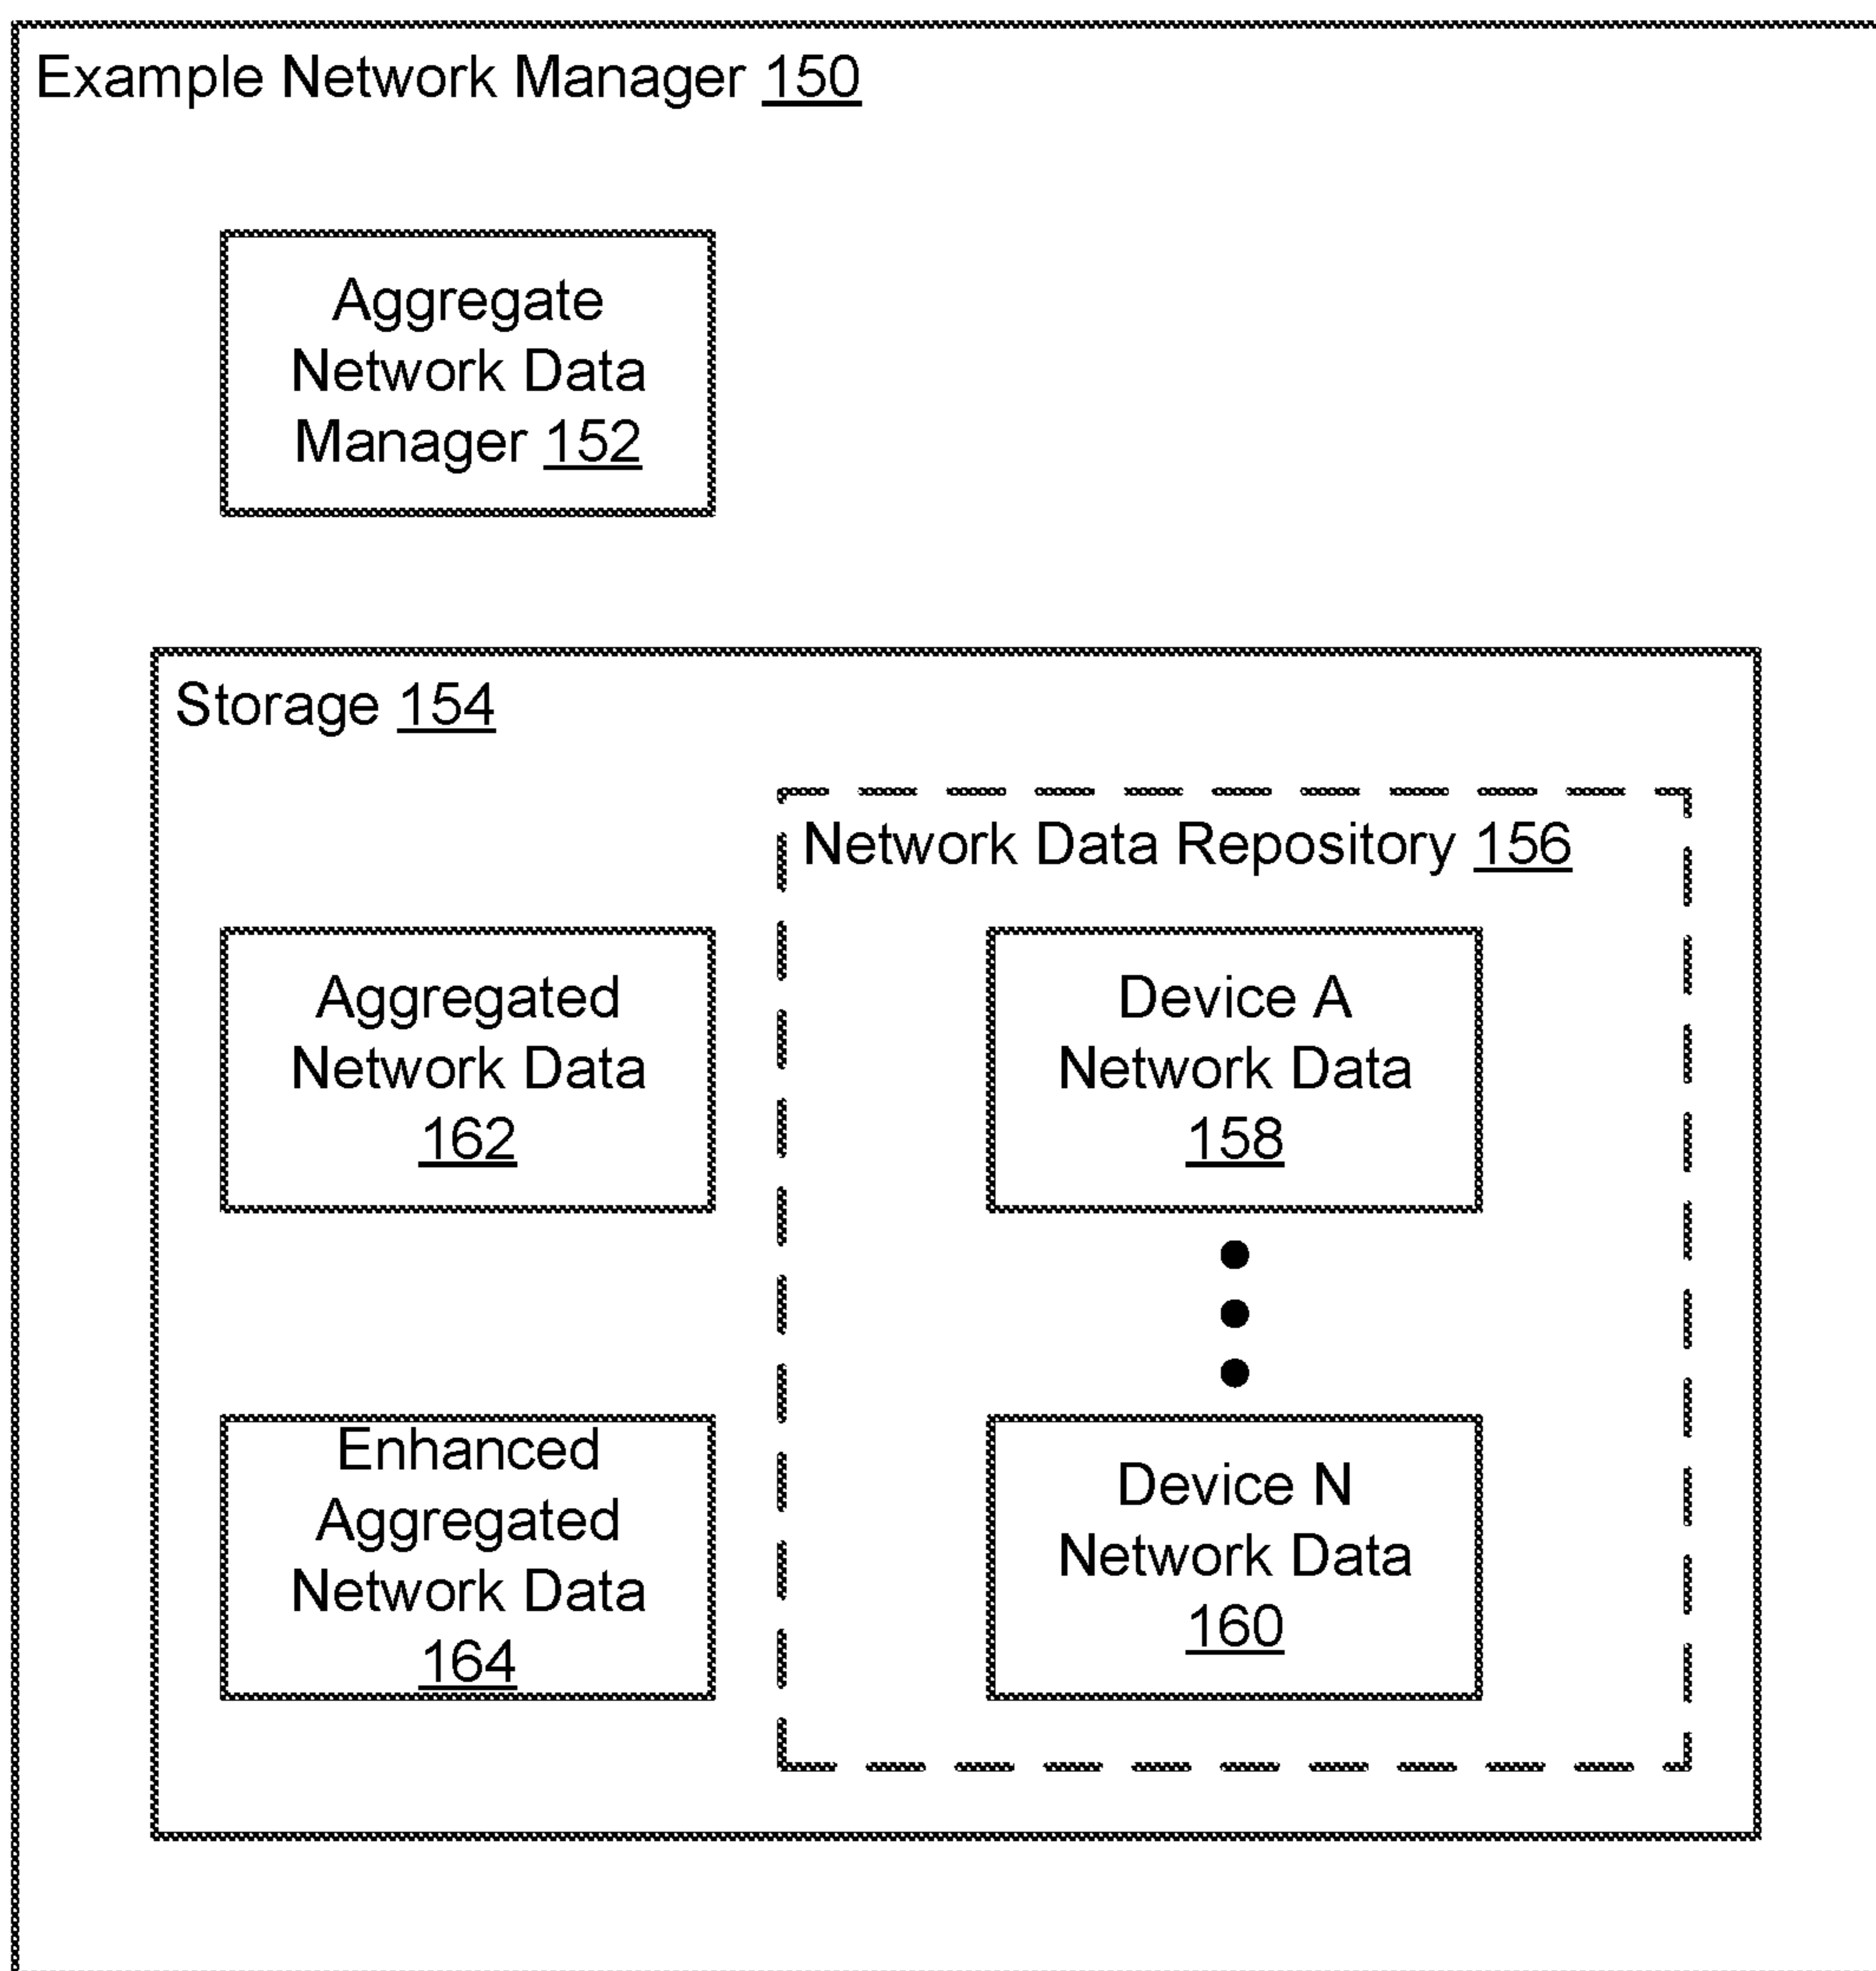 Example Network Manager 150
Aggregate
Network Data
Manager 152
Storage 154
Network Data Repository 156
Aggregated
Network Data
162
Device A
Network Data
158
Enhanced
Aggregated
Network Data
164
Device N
Network Data
160